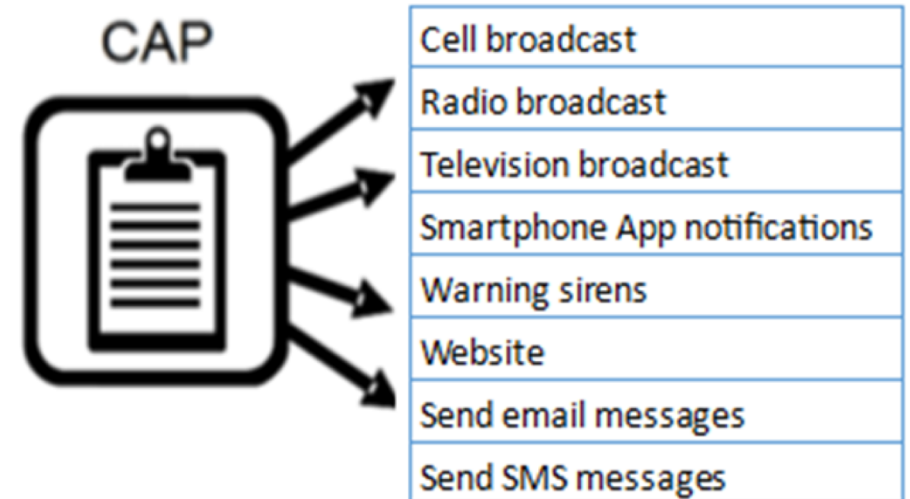 CAP
Cell broadcast
Radio broadcast
Television broadcast
Smartphone App notifications
Warning sirens
Website
Send email messages
Send SMS messages